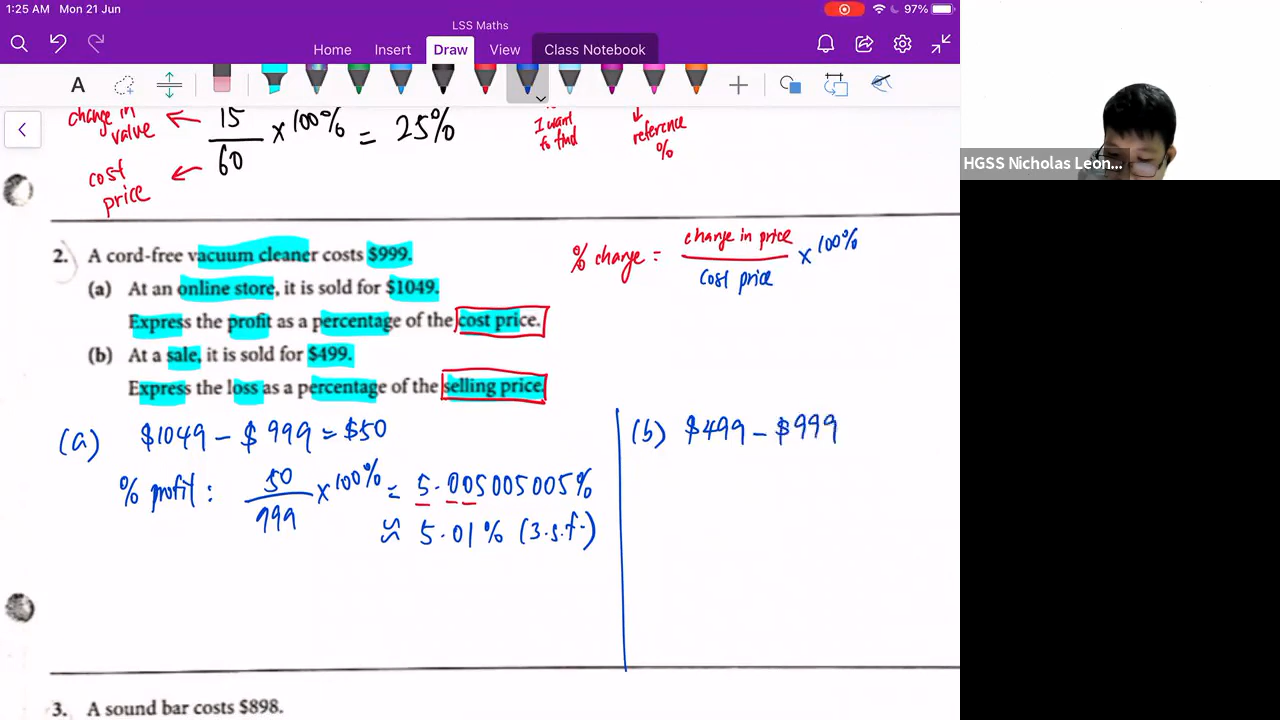 1:25 AM Mon 21 Jun
97%
LSS Maths
Home Insert Draw View Class Notebook
A
change in value
15/60 × 100% = 25%
cost price
I want to find
reference %
HGSS Nicholas Leon...
2. A cord-free vacuum cleaner costs $999.
% change = change in price / cost price × 100%
(a) At an online store, it is sold for $1049.
Express the profit as a percentage of the cost price.
(b) At a sale, it is sold for $499.
Express the loss as a percentage of the selling price.
(a) $1049 - $999 = $50
% profit : 50/999 × 100% = 5.005005005%
≈ 5.01% (3.s.f.)
(b) $499 - $999
3. A sound bar costs $898.